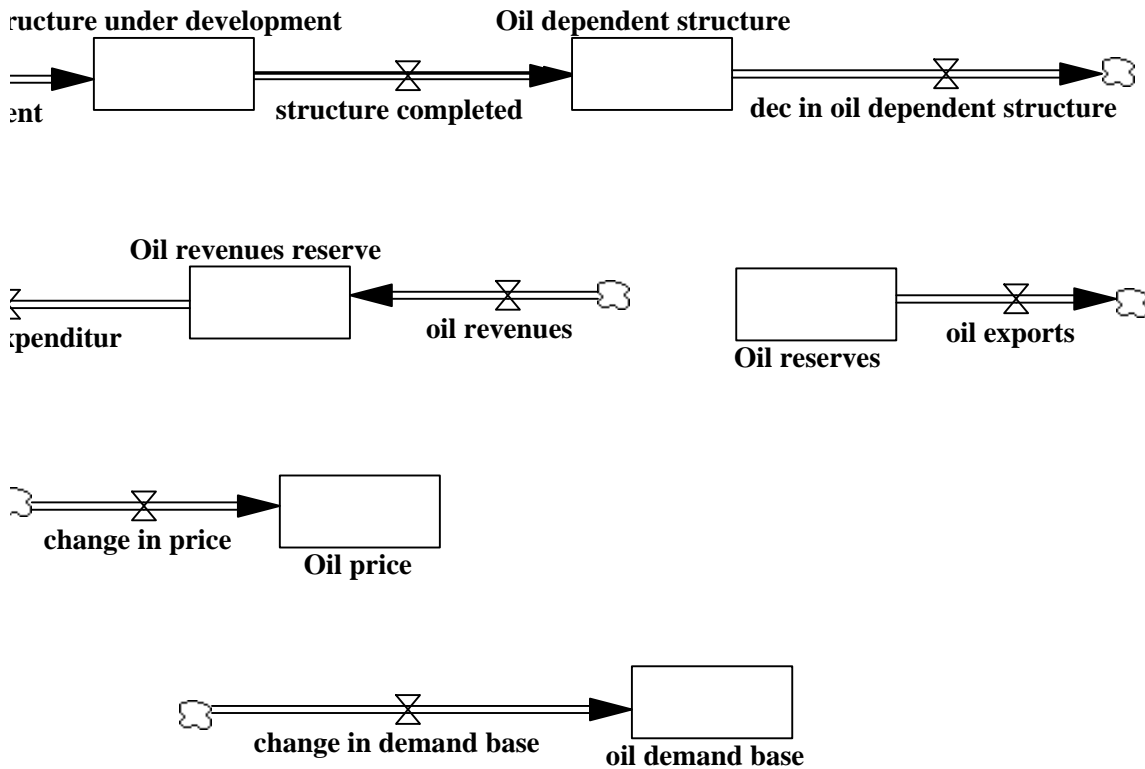 ructure under development
Oil dependent structure
ent
structure completed
dec in oil dependent structure
Oil revenues reserve
xpenditur
oil revenues
Oil reserves
oil exports
change in price
Oil price
change in demand base
oil demand base